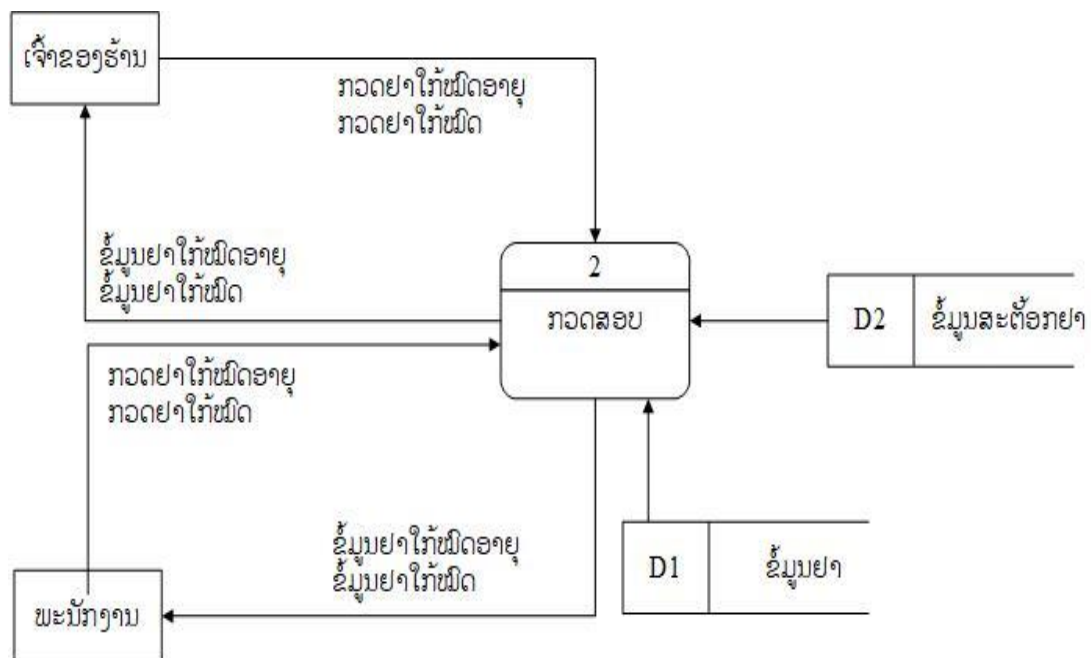 ເຈົ້າຂອງຮ້ານ
ກວດຢາໃກ້ໝົດອາຍຸ
ກວດຢາໃກ້ໝົດ
ຂໍ້ມູນຢາໃກ້ໝົດອາຍຸ
ຂໍ້ມູນຢາໃກ້ໝົດ
2
ກວດສອບ
D2
ຂໍ້ມູນສະຕ໊ອກຢາ
ກວດຢາໃກ້ໝົດອາຍຸ
ກວດຢາໃກ້ໝົດ
ຂໍ້ມູນຢາໃກ້ໝົດອາຍຸ
ຂໍ້ມູນຢາໃກ້ໝົດ
D1
ຂໍ້ມູນຢາ
ພະນັກງານ